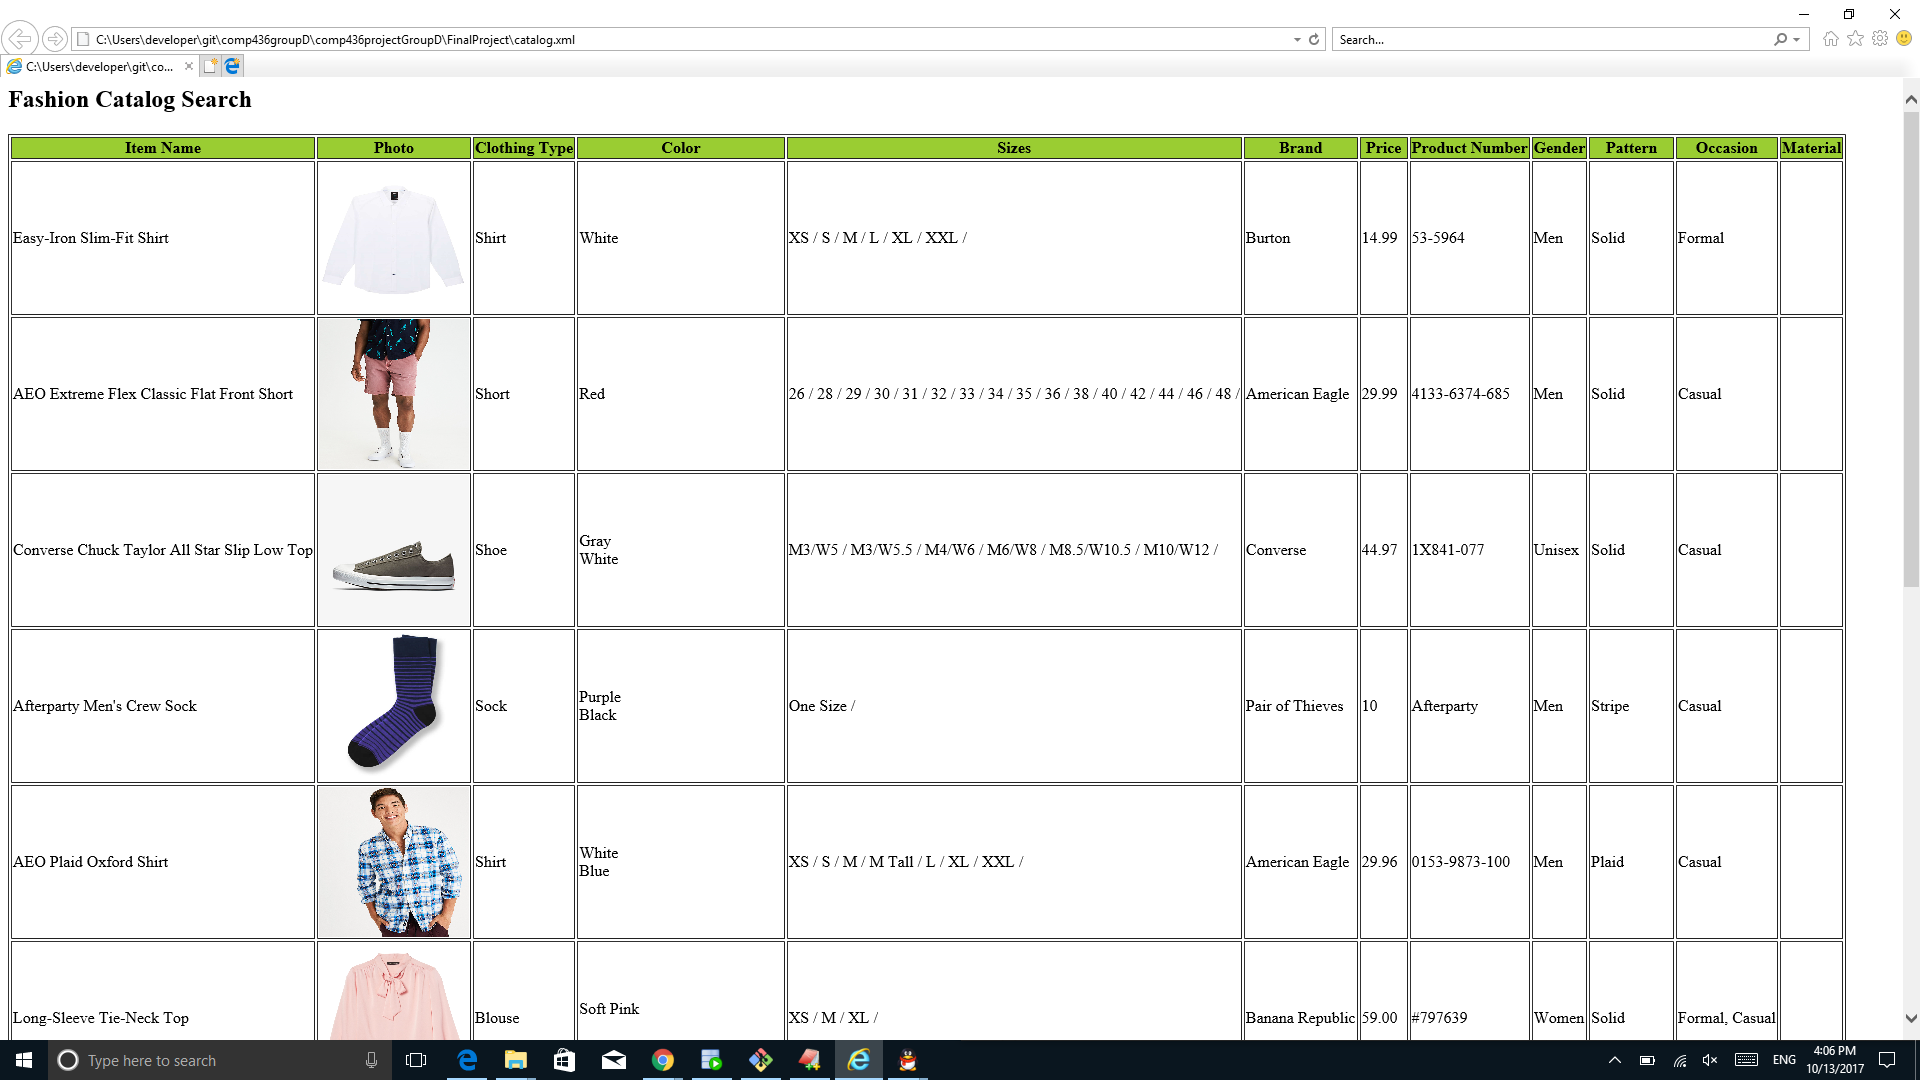 C:\Users\developer\git\comp436groupD\comp436projectGroupD\FinalProject\catalog.xml
Search...
C:\Users\developer\git\co...
Fashion Catalog Search
Item Name Photo Clothing Type Color Sizes Brand Price Product Number Gender Pattern Occasion Material
Easy-Iron Slim-Fit Shirt Shirt White XS / S / M / L / XL / XXL / Burton 14.99 53-5964 Men Solid Formal
AEO Extreme Flex Classic Flat Front Short Short Red 26 / 28 / 29 / 30 / 31 / 32 / 33 / 34 / 35 / 36 / 38 / 40 / 42 / 44 / 46 / 48 / American Eagle 29.99 4133-6374-685 Men Solid Casual
Gray
Converse Chuck Taylor All Star Slip Low Top Shoe M3/W5 / M3/W5.5 / M4/W6 / M6/W8 / M8.5/W10.5 / M10/W12 / Converse 44.97 1X841-077 Unisex Solid Casual
White
Purple
Afterparty Men's Crew Sock Sock One Size / Pair of Thieves 10 Afterparty Men Stripe Casual
Black
White
AEO Plaid Oxford Shirt Shirt XS / S / M / M Tall / L / XL / XXL / American Eagle 29.96 0153-9873-100 Men Plaid Casual
Blue
Soft Pink
Long-Sleeve Tie-Neck Top Blouse XS / M / XL / Banana Republic 59.00 #797639 Women Solid Formal, Casual
Type here to search
ENG
4:06 PM
10/13/2017